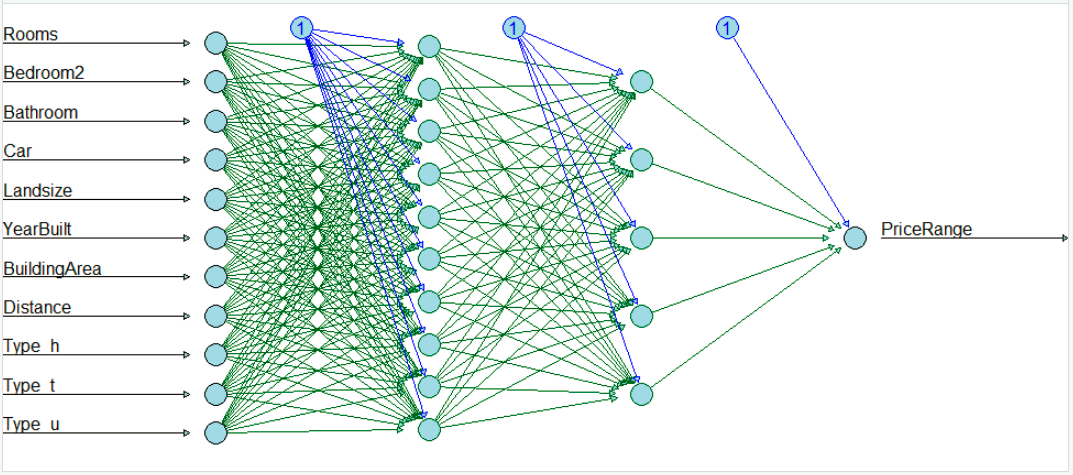 1 1 1
Rooms
Bedroom2
Bathroom
Car
Landsize
YearBuilt
PriceRange
BuildingArea
Distance
Type_h
Type_t
Type_u